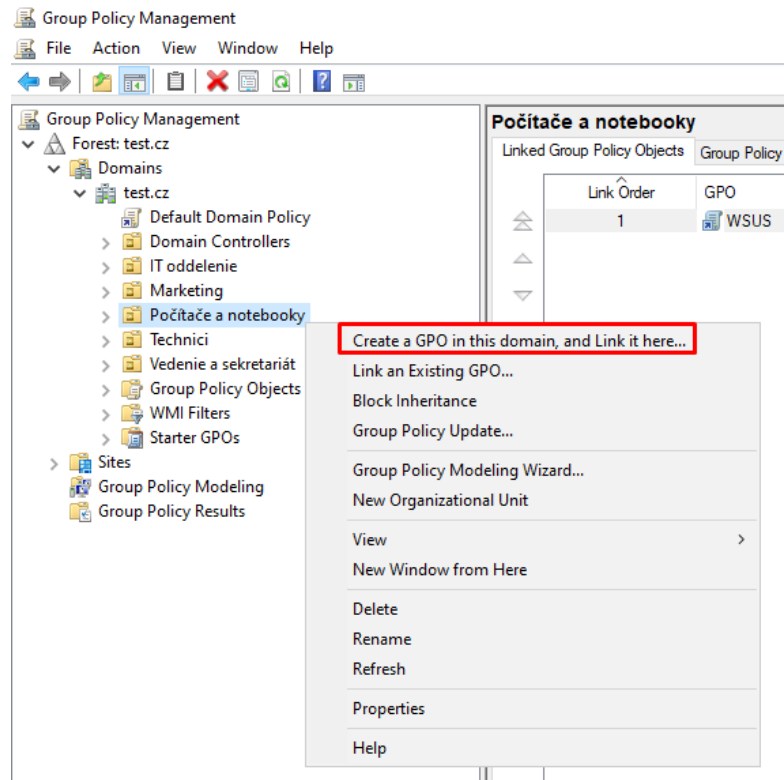 Group Policy Management
File Action View Window Help
Group Policy Management
Forest: test.cz
Domains
test.cz
Default Domain Policy
Domain Controllers
IT oddelenie
Marketing
Počítače a notebooky
Technici
Vedenie a sekretariát
Group Policy Objects
WMI Filters
Starter GPOs
Sites
Group Policy Modeling
Group Policy Results
Počítače a notebooky
Linked Group Policy Objects Group Policy
Link Order GPO
1 WSUS
Create a GPO in this domain, and Link it here...
Link an Existing GPO...
Block Inheritance
Group Policy Update...
Group Policy Modeling Wizard...
New Organizational Unit
View
New Window from Here
Delete
Rename
Refresh
Properties
Help